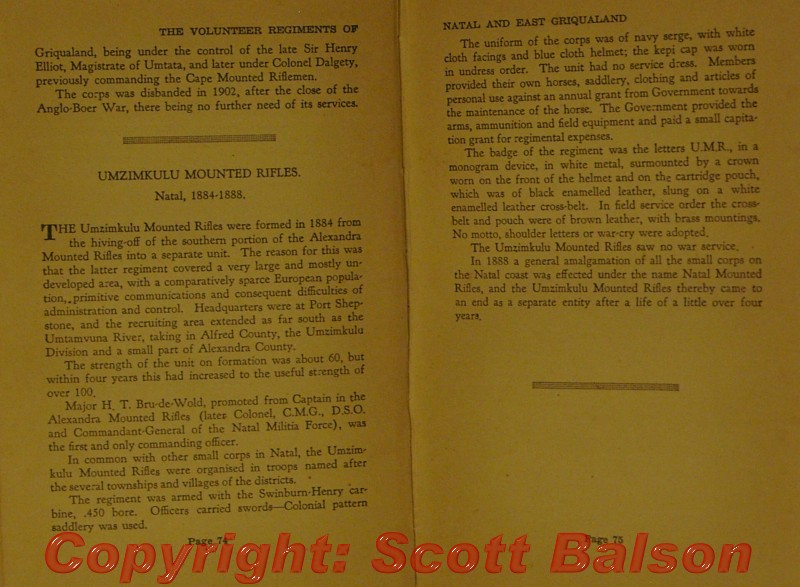 THE VOLUNTEER REGIMENTS OF
Griqualand, being under the control of the late Sir Henry
Elliot, Magistrate of Umtata, and later under Colonel Dalgety,
previously commanding the Cape Mounted Riflemen.
The corps was disbanded in 1902, after the close of the
Anglo-Boer War, there being no further need of its services.
UMZIMKULU MOUNTED RIFLES.
Natal, 1884-1888.
THE Umzimkulu Mounted Rifles were formed in 1884 from
the hiving-off of the southern portion of the Alexandra
Mounted Rifles into a separate unit. The reason for this was
that the latter regiment covered a very large and mostly un-
developed area, with a comparatively sparce European popula-
tion, primitive communications and consequent difficulties of
administration and control. Headquarters were at Port Shep-
stone, and the recruiting area extended as far south as the
Umtamvuna River, taking in Alfred County, the Umzimkulu
Division and a small part of Alexandra County.
The strength of the unit on formation was about 60, but
within four years this had increased to the useful strength of
over 100.
Major H. T. Bru-de-Wold, promoted from Captain in the
Alexandra Mounted Rifles (later Colonel, C.M.G., D.S.O.
and Commandant-General of the Natal Militia Force), was
the first and only commanding officer.
In common with other small corps in Natal, the Umzim-
kulu Mounted Rifles were organised in troops named after
the several townships and villages of the districts.
The regiment was armed with the Swinburn-Henry car-
bine, .450 bore. Officers carried swords—Colonial pattern
saddlery was used.
Page 74
NATAL AND EAST GRIQUALAND
The uniform of the corps was of navy serge, with white
cloth facings and blue cloth helmet; the kepi cap was worn
in undress order. The unit had no service dress. Members
provided their own horses, saddlery, clothing and articles of
personal use against an annual grant from Government towards
the maintenance of the horse. The Government provided the
arms, ammunition and field equipment and paid a small capita-
tion grant for regimental expenses.
The badge of the regiment was the letters U.M.R., in a
monogram device, in white metal, surmounted by a crown
worn on the front of the helmet and on the cartridge pouch,
which was of black enamelled leather, slung on a white
enamelled leather cross-belt. In field service order the cross-
belt and pouch were of brown leather, with brass mountings.
No motto, shoulder letters or war-cry were adopted.
The Umzimkulu Mounted Rifles saw no war service.
In 1888 a general amalgamation of all the small corps on
the Natal coast was effected under the name Natal Mounted
Rifles, and the Umzimkulu Mounted Rifles thereby came to
an end as a separate entity after a life of a little over four
years.
Page 75
Copyright: Scott Balson